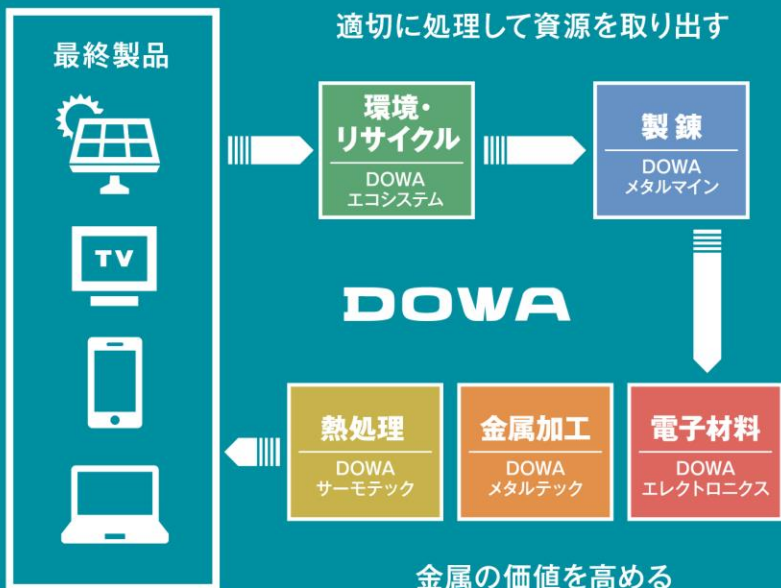 適切に処理して資源を取り出す
最終製品
TV
環境・
リサイクル
DOWA
エコシステム
製錬
DOWA
メタルマイン
DOWA
熱処理
DOWA
サーモテック
金属加工
DOWA
メタルテック
電子材料
DOWA
エレクトロニクス
金属の価値を高める